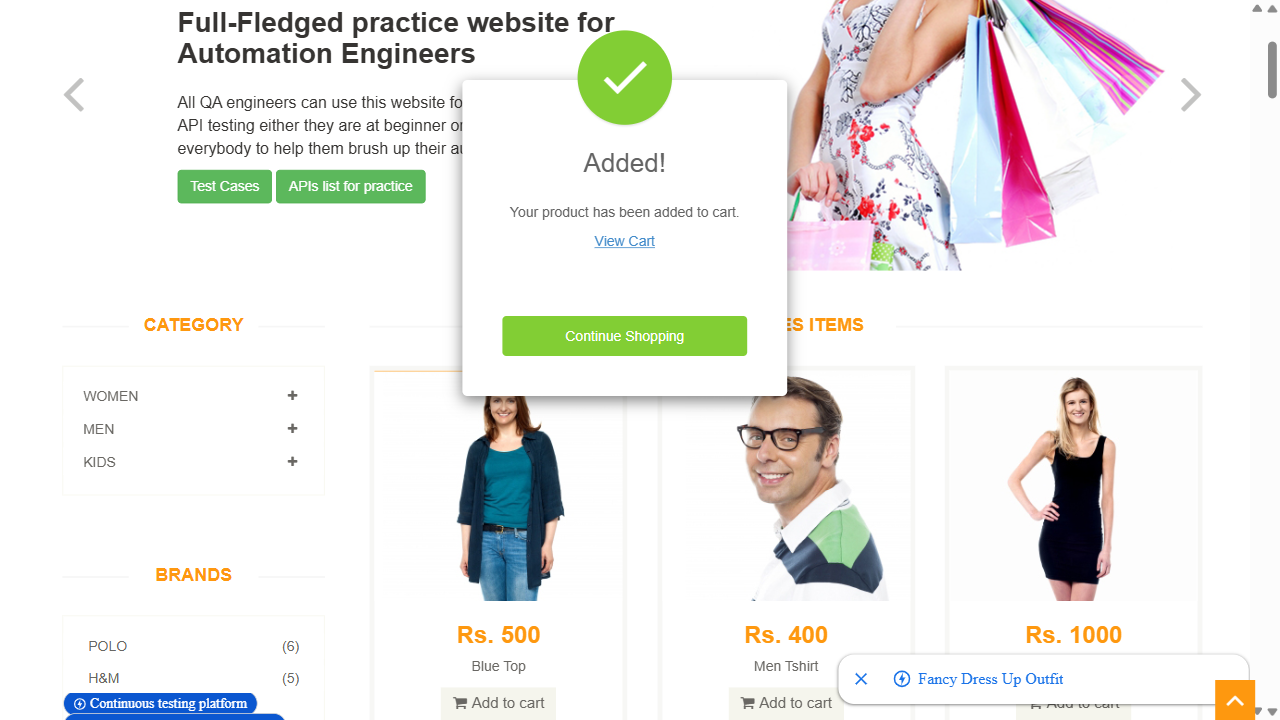 Full-Fledged practice website for
Automation Engineers
All QA engineers can use this website fo
API testing either they are at beginner or
everybody to help them brush up their au
Test Cases
APIs list for practice
Added!
Your product has been added to cart.
View Cart
Continue Shopping
CATEGORY
WOMEN
MEN
KIDS
ES ITEMS
BRANDS
POLO (6)
H&M (5)
Continuous testing platform
Rs. 500
Blue Top
Add to cart
Rs. 400
Men Tshirt
Add to cart
Rs. 1000
Add to cart
Fancy Dress Up Outfit